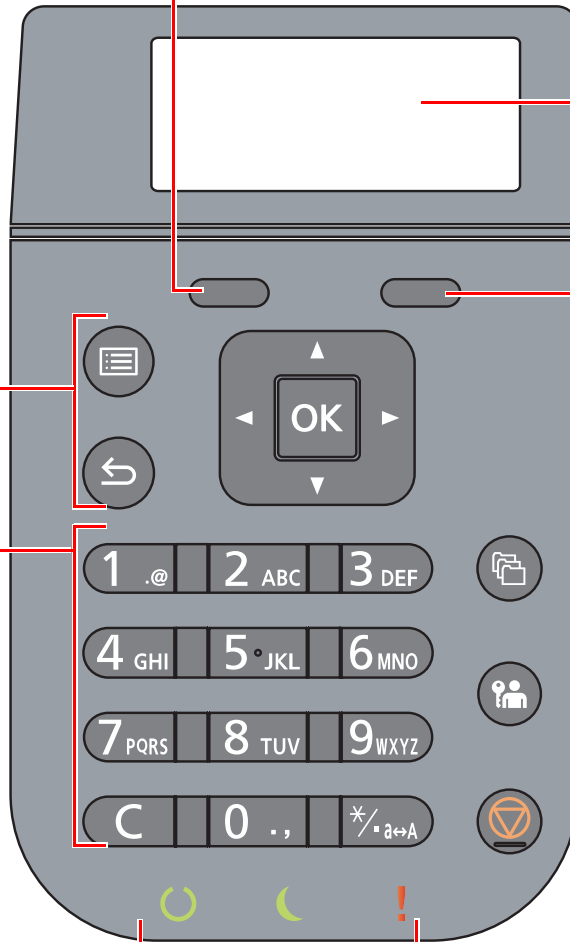 OK
1 .@ 2 ABC 3 DEF
4 GHI 5 JKL 6 MNO
7 PQRS 8 TUV 9 WXYZ
C 0 ., */. a↔A
!